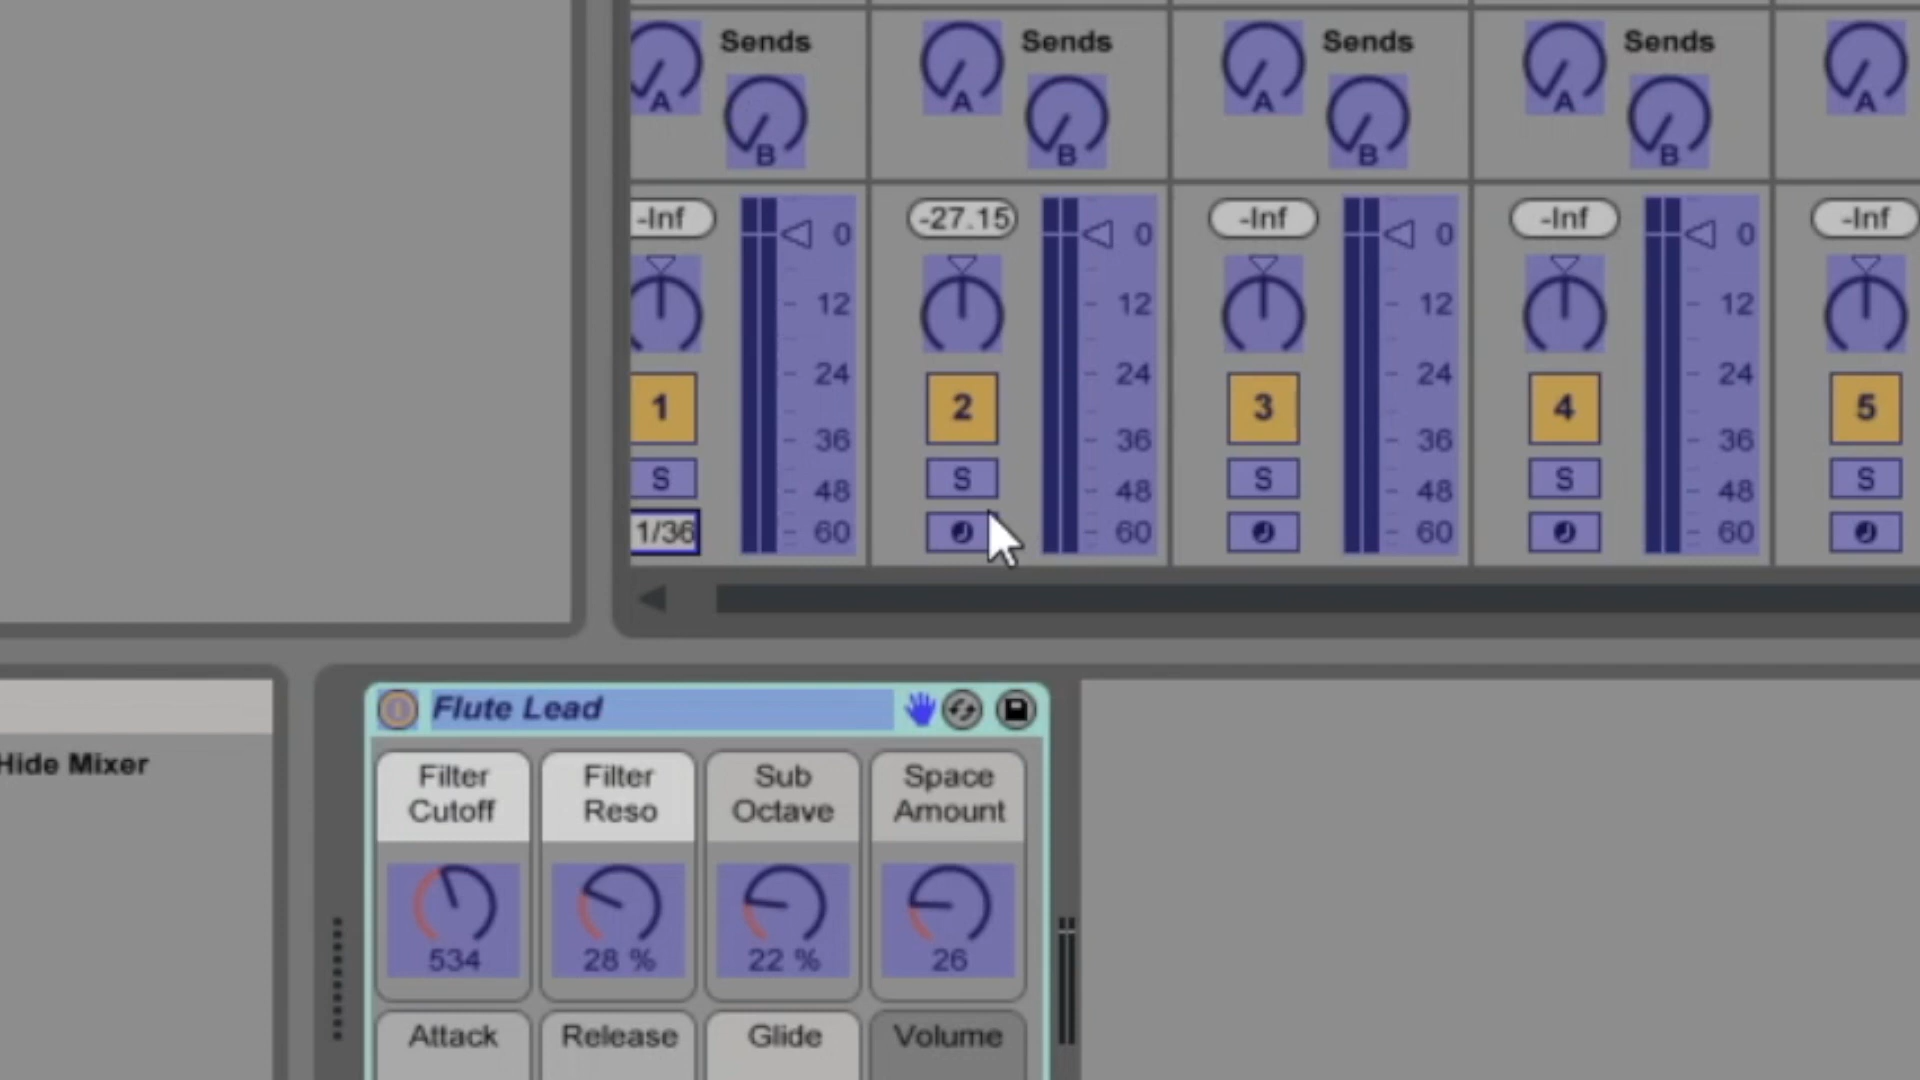 Sends Sends Sends Sends
A A A A A
B B B B
-Inf -27.15 -Inf -Inf -Inf
0 0 0 0
12 12 12 12
24 24 24 24
1 2 3 4 5
36 36 36 36
S S S S S
48 48 48 48
1/36 60 60 60 60
Flute Lead
Hide Mixer
Filter Filter Sub Space
Cutoff Reso Octave Amount
534 28 % 22 % 26
Attack Release Glide Volume